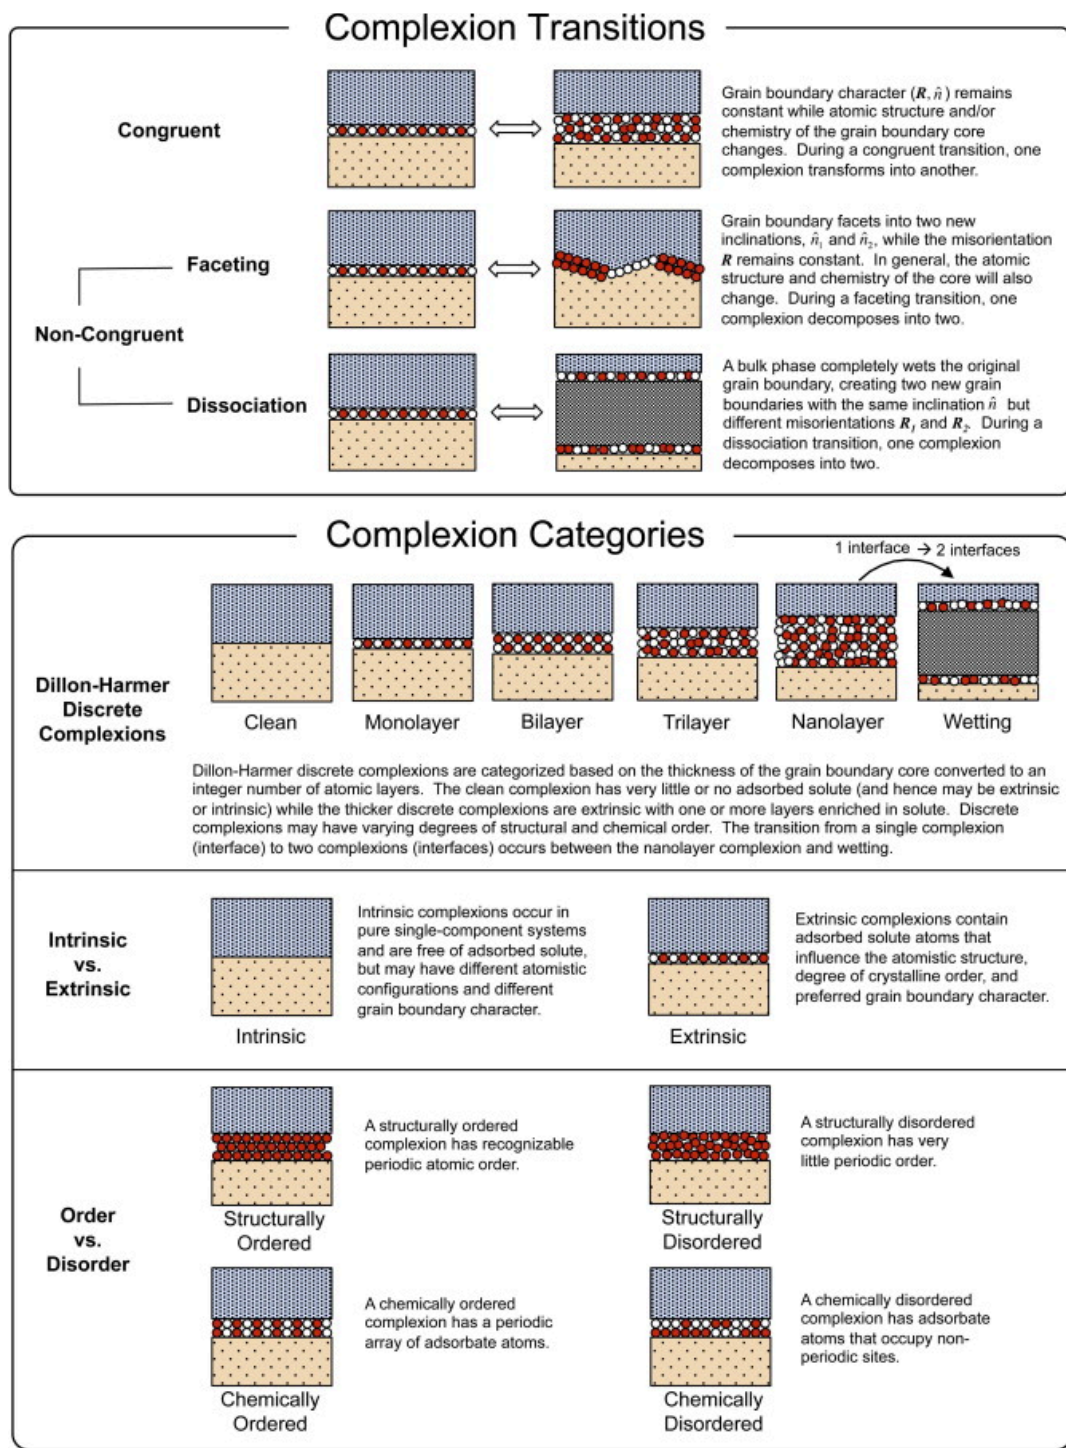 Complexion Transitions
Congruent
Grain boundary character (R, n̂) remains
constant while atomic structure and/or
chemistry of the grain boundary core
changes. During a congruent transition, one
complexion transforms into another.
Non-Congruent
Faceting
Grain boundary facets into two new
inclinations, n̂₁ and n̂₂, while the misorientation
R remains constant. In general, the atomic
structure and chemistry of the core will also
change. During a faceting transition, one
complexion decomposes into two.
Dissociation
A bulk phase completely wets the original
grain boundary, creating two new grain
boundaries with the same inclination n̂ but
different misorientations R₁ and R₂. During a
dissociation transition, one complexion
decomposes into two.
Complexion Categories
1 interface → 2 interfaces
Dillon-Harmer
Discrete
Complexions
Clean
Monolayer
Bilayer
Trilayer
Nanolayer
Wetting
Dillon-Harmer discrete complexions are categorized based on the thickness of the grain boundary core converted to an
integer number of atomic layers. The clean complexion has very little or no adsorbed solute (and hence may be extrinsic
or intrinsic) while the thicker discrete complexions are extrinsic with one or more layers enriched in solute. Discrete
complexions may have varying degrees of structural and chemical order. The transition from a single complexion
(interface) to two complexions (interfaces) occurs between the nanolayer complexion and wetting.
Intrinsic
vs.
Extrinsic
Intrinsic
Intrinsic complexions occur in
pure single-component systems
and are free of adsorbed solute,
but may have different atomistic
configurations and different
grain boundary character.
Extrinsic
Extrinsic complexions contain
adsorbed solute atoms that
influence the atomistic structure,
degree of crystalline order, and
preferred grain boundary character.
Order
vs.
Disorder
Structurally
Ordered
A structurally ordered
complexion has recognizable
periodic atomic order.
Structurally
Disordered
A structurally disordered
complexion has very
little periodic order.
Chemically
Ordered
A chemically ordered
complexion has a periodic
array of adsorbate atoms.
Chemically
Disordered
A chemically disordered
complexion has adsorbate
atoms that occupy non-
periodic sites.